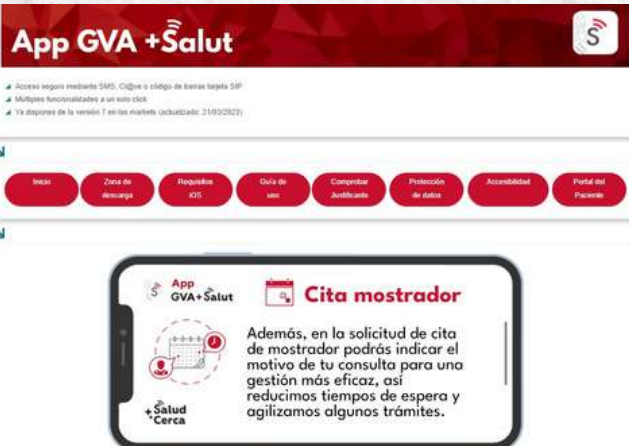 App GVA +Salut
Acceso seguro mediante SMS, Cl@ve o código de barras tarjeta SIP
Múltiples funcionalidades a un solo click
Ya dispones de la versión 7 en los markets (actualizado: 21/03/2023)
Inicio
Zona de
descarga
Requisitos
iOS
Guía de
uso
Comprobar
Justificante
Protección
de datos
Accesibilidad
Portal del
Paciente
App
GVA+Salut
Cita mostrador
Además, en la solicitud de cita
de mostrador podrás indicar el
motivo de tu consulta para una
gestión más eficaz, así
reducimos tiempos de espera y
agilizamos algunos trámites.
+Salud
Cerca